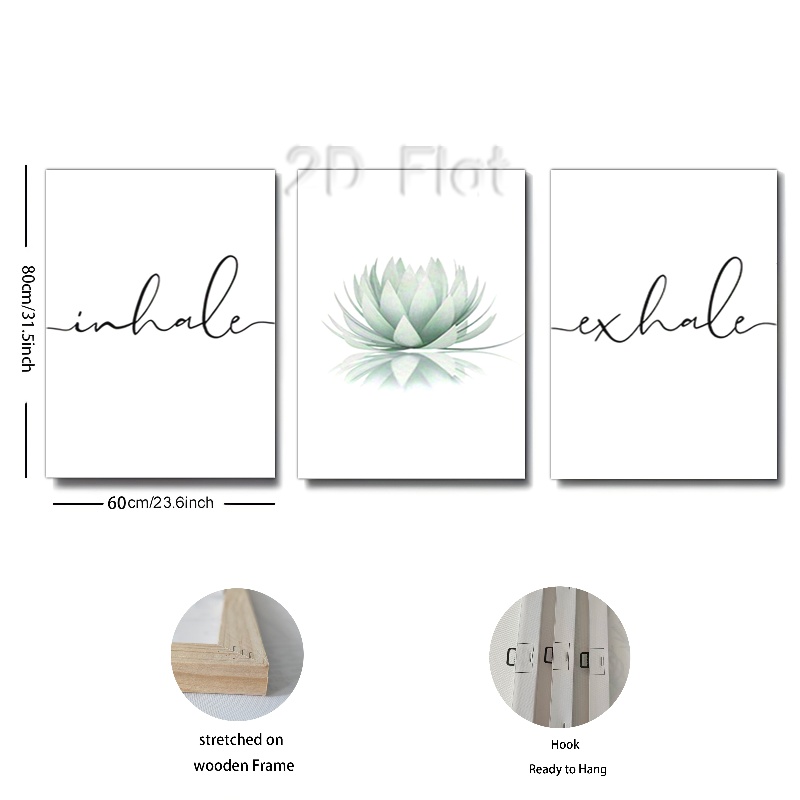 2D Flat
inhale
exhale
80cm/31.5inch
60cm/23.6inch
stretched on
wooden Frame
Hook
Ready to Hang